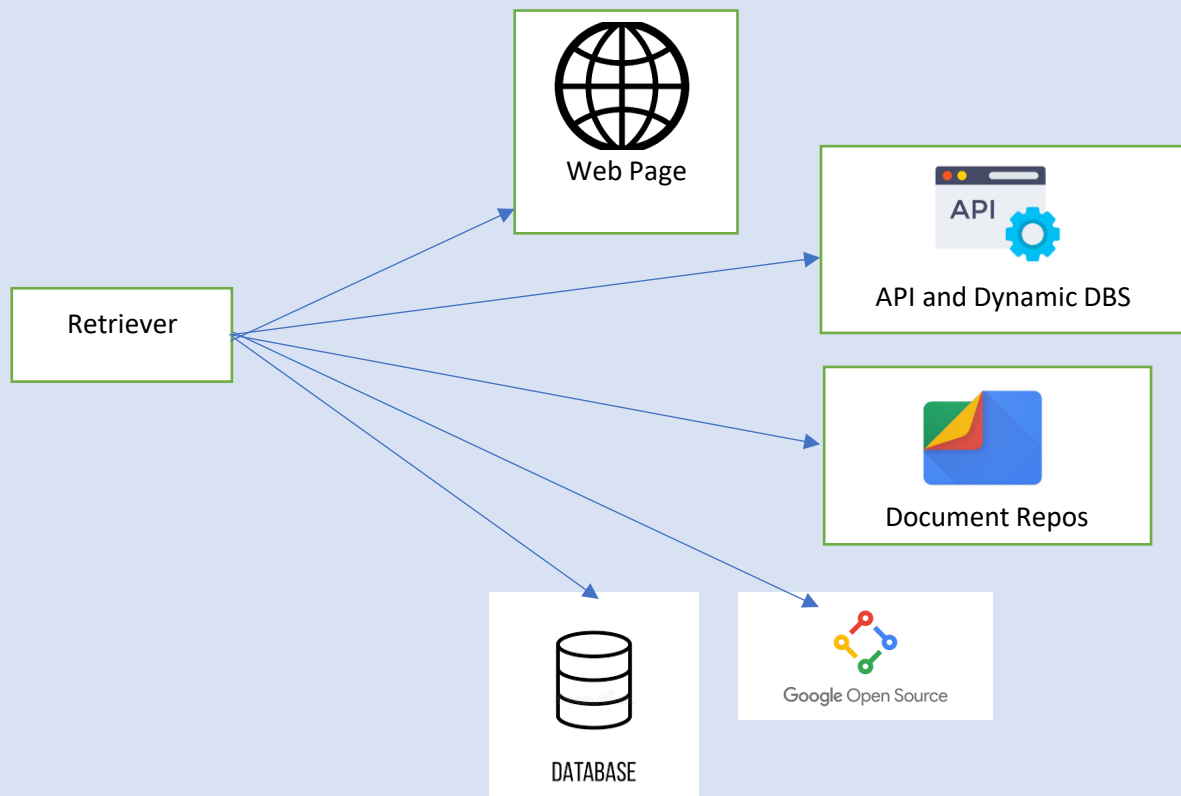 Web Page
API
API and Dynamic DBS
Retriever
Document Repos
Google Open Source
DATABASE